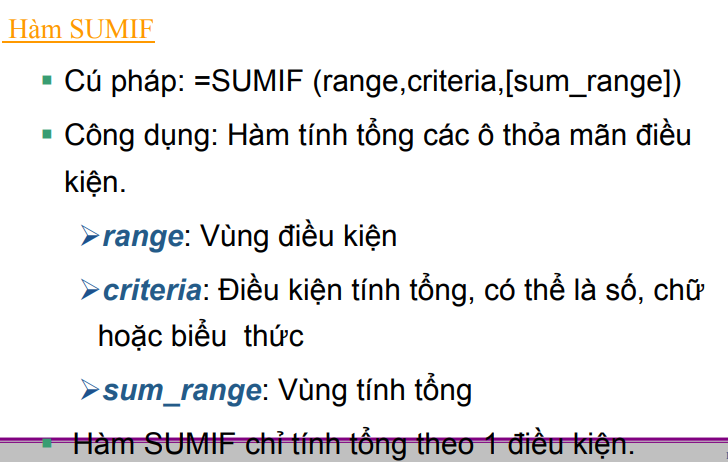 Hàm SUMIF
▪ Cú pháp: =SUMIF (range,criteria,[sum_range])
▪ Công dụng: Hàm tính tổng các ô thỏa mãn điều
kiện.
➢range: Vùng điều kiện
➢criteria: Điều kiện tính tổng, có thể là số, chữ
hoặc biểu thức
➢sum_range: Vùng tính tổng
▪ Hàm SUMIF chỉ tính tổng theo 1 điều kiện.